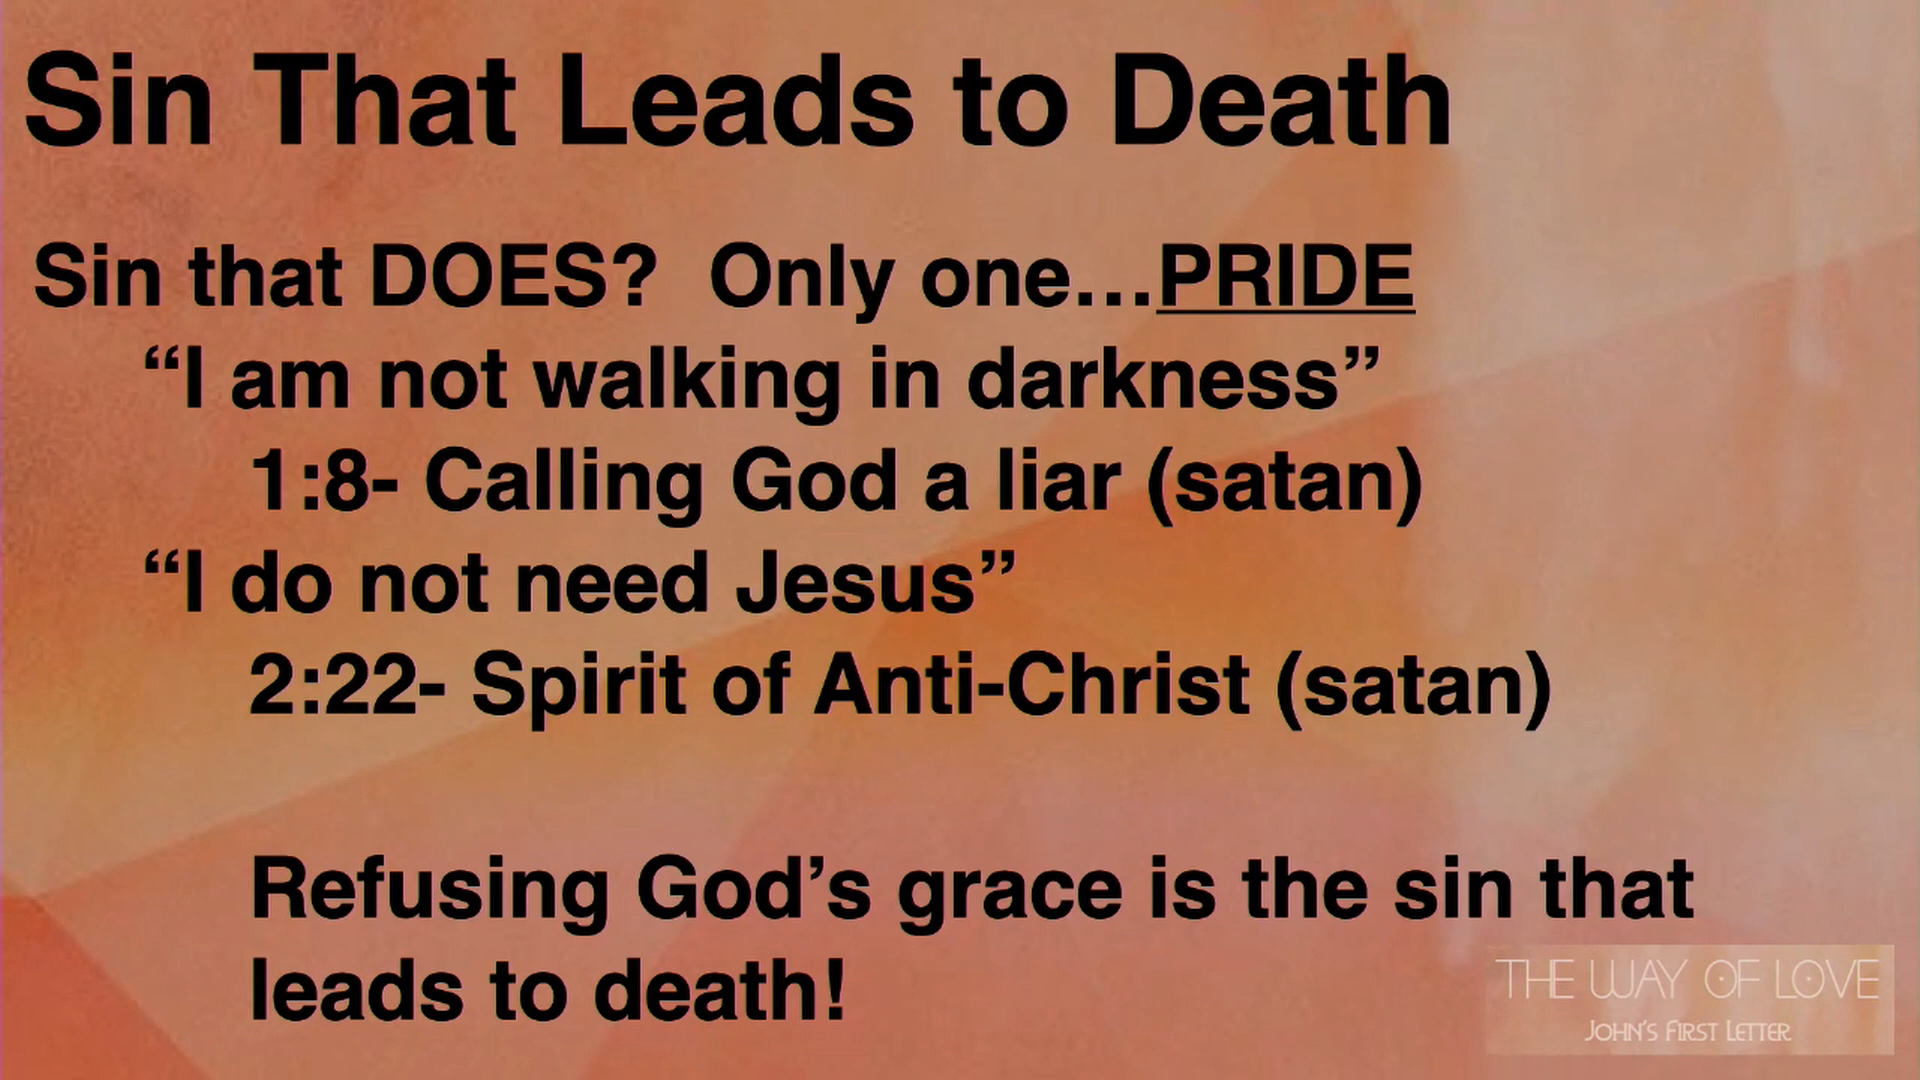 Sin That Leads to Death
Sin that DOES?  Only one…PRIDE
“I am not walking in darkness”
1:8- Calling God a liar (satan)
“I do not need Jesus”
2:22- Spirit of Anti-Christ (satan)
Refusing God’s grace is the sin that
leads to death!
THE WAY OF LOVE
JOHN'S FIRST LETTER